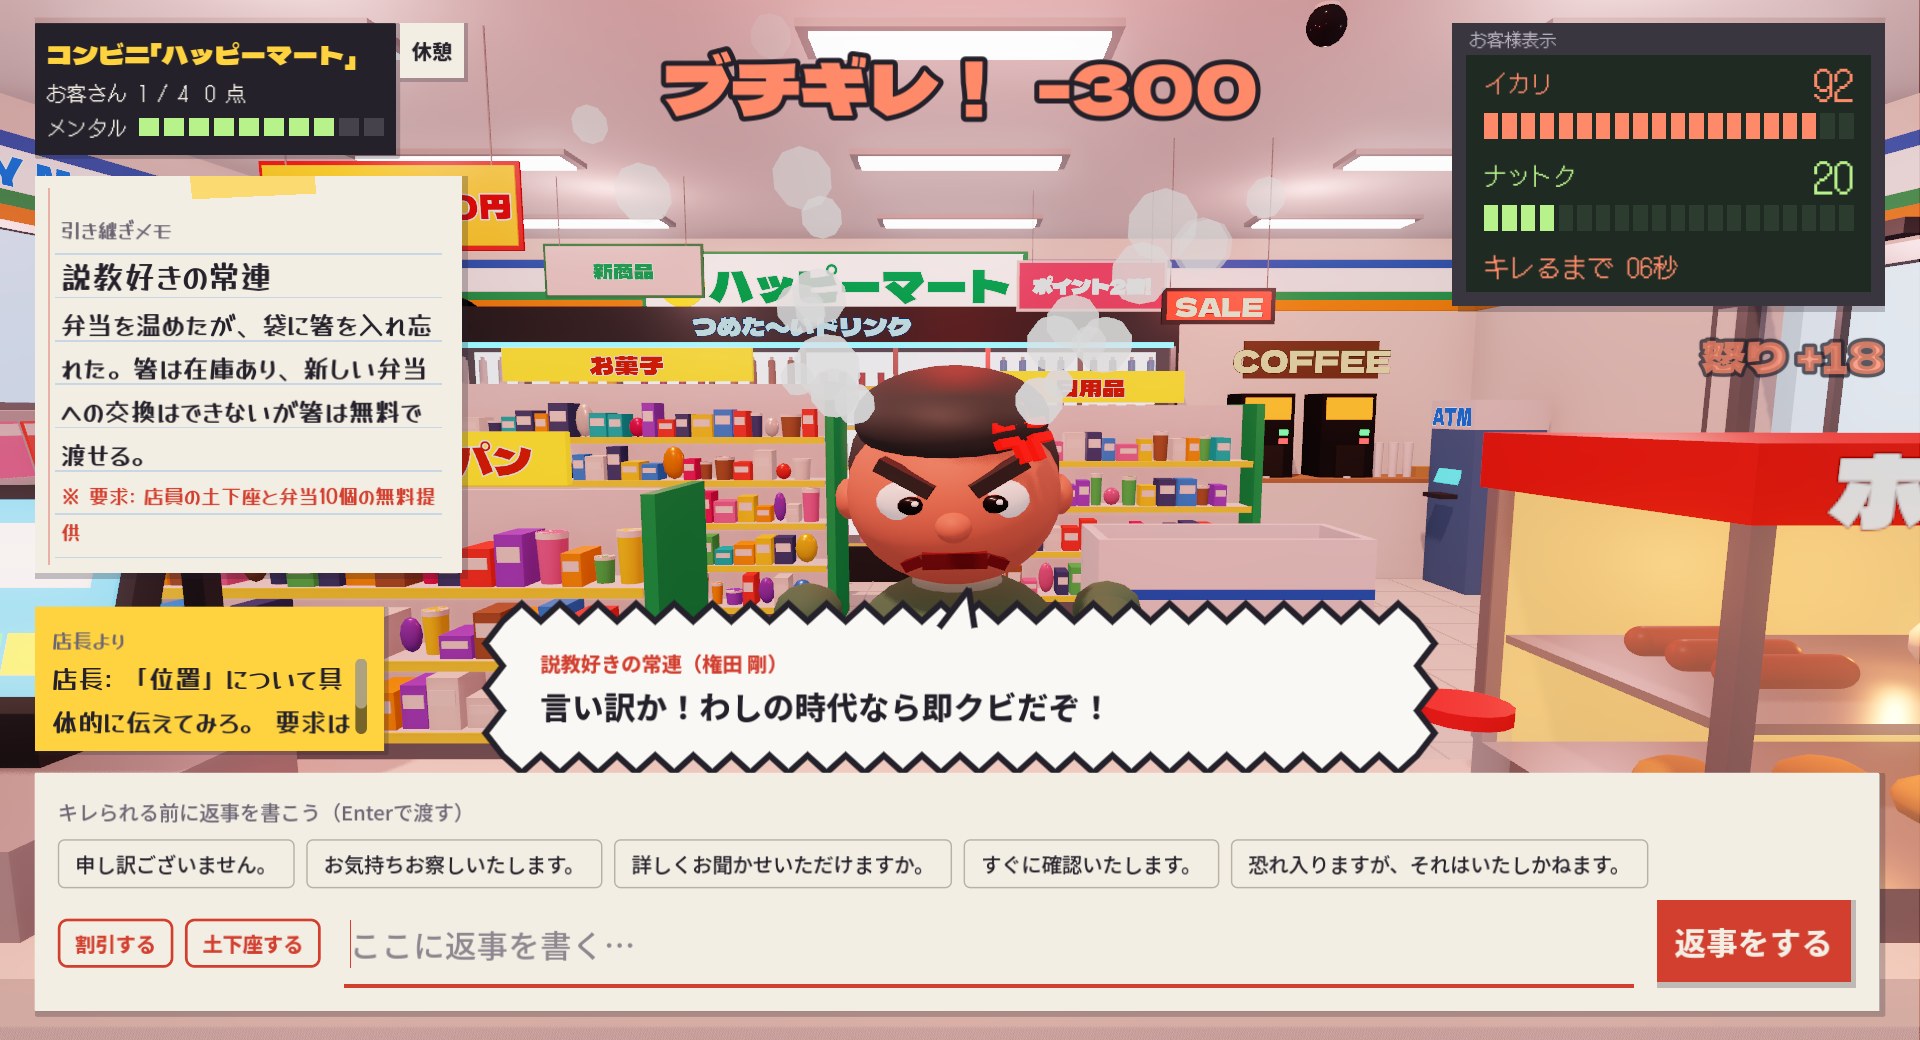 コンビニ「ハッピーマート」
お客さん 1/4 0点
メンタル
休憩
ブチギレ! -300
お客様表示
イカリ 92
ナットク 20
キレるまで 06秒
怒り+18
引き継ぎメモ
説教好きの常連
弁当を温めたが、袋に箸を入れ忘
れた。箸は在庫あり、新しい弁当
への交換はできないが箸は無料で
渡せる。
※ 要求: 店員の土下座と弁当10個の無料提
供
0円
新商品
ハッピーマート
SALE
つめた〜いドリンク
お菓子
用品
COFFEE
ATM
パン
ホ
店長より
店長: 「位置」について具
体的に伝えてみろ。 要求は
説教好きの常連(権田 剛)
言い訳か!わしの時代なら即クビだぞ!
キレられる前に返事を書こう(Enterで渡す)
申し訳ございません。
お気持ちお察しいたします。
詳しくお聞かせいただけますか。
すぐに確認いたします。
恐れ入りますが、それはいたしかねます。
割引する
土下座する
ここに返事を書く…
返事をする